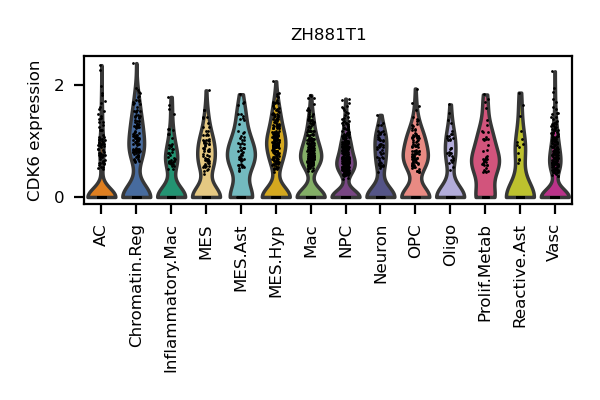 ZH881T1
CDK6 expression
2
0
AC
Chromatin.Reg
Inflammatory.Mac
MES
MES.Ast
MES.Hyp
Mac
NPC
Neuron
OPC
Oligo
Prolif.Metab
Reactive.Ast
Vasc